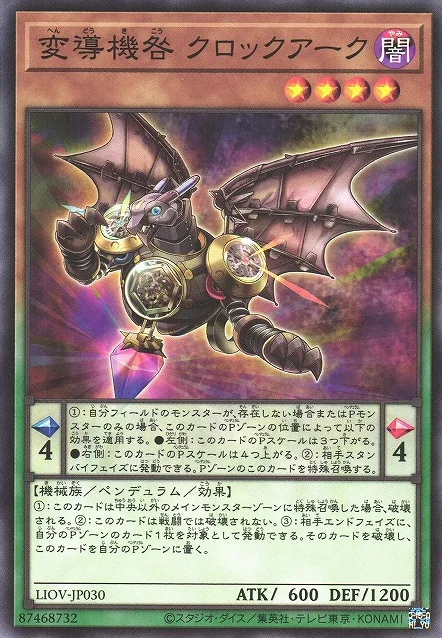 変導機咎 クロックアーク
闇
①:自分フィールドのモンスターが、存在しない場合またはPモン
スターのみの場合、このカードのPゾーンの位置によって以下の
効果を適用する。●左側:このカードのPスケールは3つ下がる。
●右側:このカードのPスケールは4つ上がる。②:相手スタン
バイフェイズに発動できる。Pゾーンのこのカードを特殊召喚する。
4
4
【機械族/ペンデュラム/効果】
①:このカードは中央以外のメインモンスターゾーンに特殊召喚した場合、破壊
される。②:このカードは戦闘では破壊されない。③:相手エンドフェイズに、
自分のPゾーンのカード1枚を対象として発動できる。そのカードを破壊し、
このカードを自分のPゾーンに置く。
LIOV-JP030
ATK/ 600 DEF/1200
87468732
©スタジオ・ダイス/集英社・テレビ東京・KONAMI